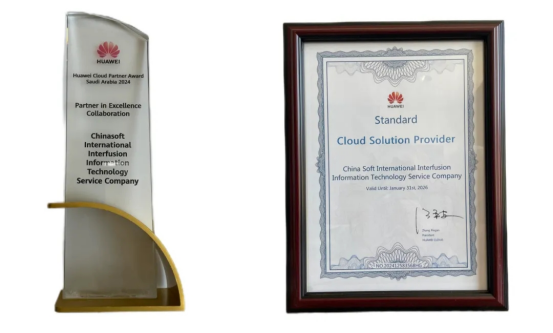 HUAWEI
Huawei Cloud Partner Award
Saudi Arabia 2024
Partner in Excellence
Collaboration
Chinasoft
International
Interfusion
Information
Technology
Service Company
HUAWEI
Standard
Cloud Solution Provider
China Soft International Interfusion
Information Technology Service Company
Valid Until: January 31st, 2026
President